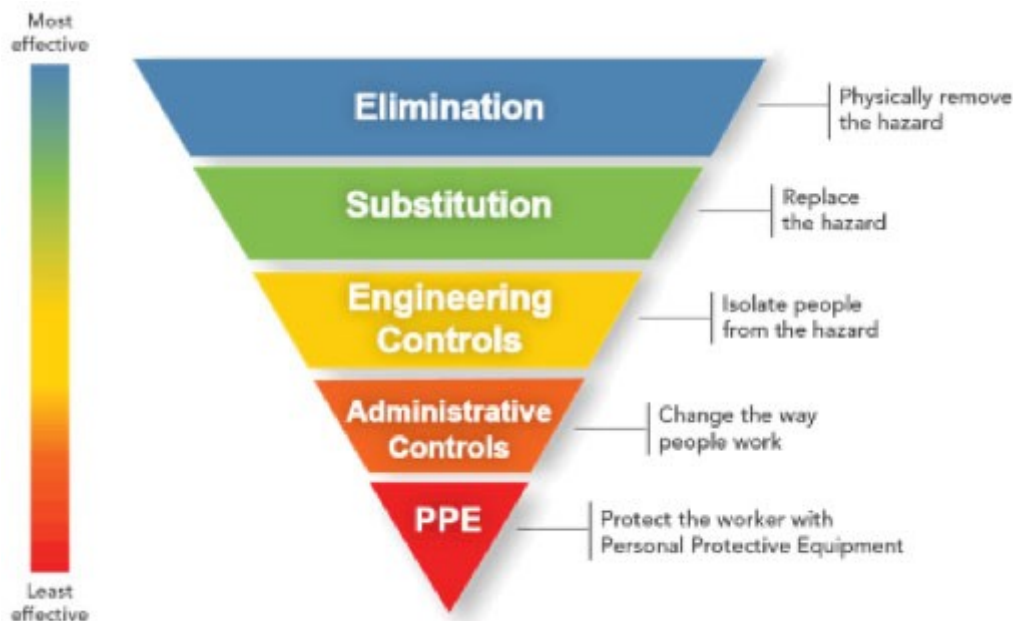 Most
effective
Elimination
Physically remove
the hazard
Substitution
Replace
the hazard
Engineering
Controls
Isolate people
from the hazard
Administrative
Controls
Change the way
people work
PPE
Protect the worker with
Personal Protective Equipment
Least
effective